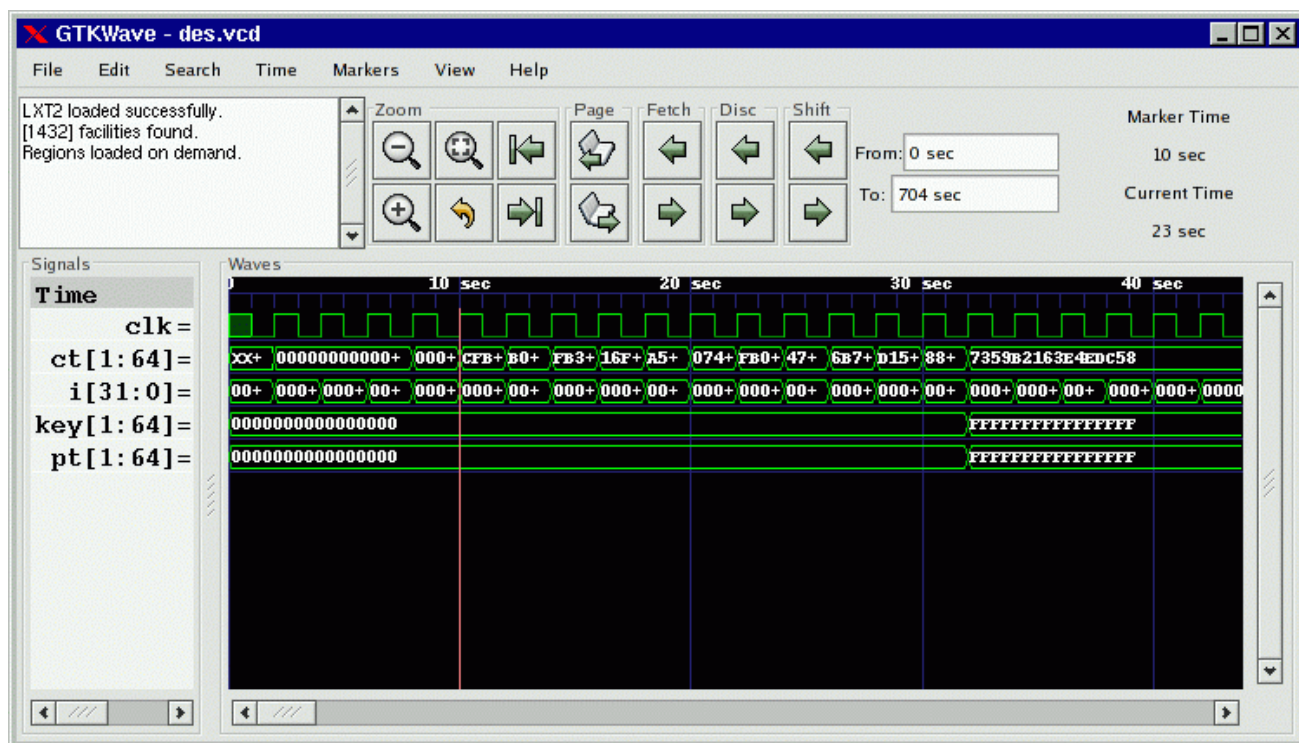 GTKWave - des.vcd
File Edit Search Time Markers View Help
LXT2 loaded successfully.
[1432] facilities found.
Regions loaded on demand.
Zoom Page Fetch Disc Shift
From: 0 sec
To: 704 sec
Marker Time
10 sec
Current Time
23 sec
Signals
Waves
Time
0 10 sec 20 sec 30 sec 40 sec
clk=
ct[1:64]= XX+ 00000000000+ 000+ CFB+ B0+ FB3+ 16F+ A5+ 074+ FB0+ 47+ 6B7+ D15+ 88+ 7359B2163E4EDC58
i[31:0]= 00+ 000+ 000+ 00+ 000+ 000+ 00+ 000+ 000+ 00+ 000+ 000+ 00+ 000+ 000+ 00+ 000+ 000+ 00+ 000+ 000+ 0000
key[1:64]= 0000000000000000 FFFFFFFFFFFFFFFF
pt[1:64]= 0000000000000000 FFFFFFFFFFFFFFFF